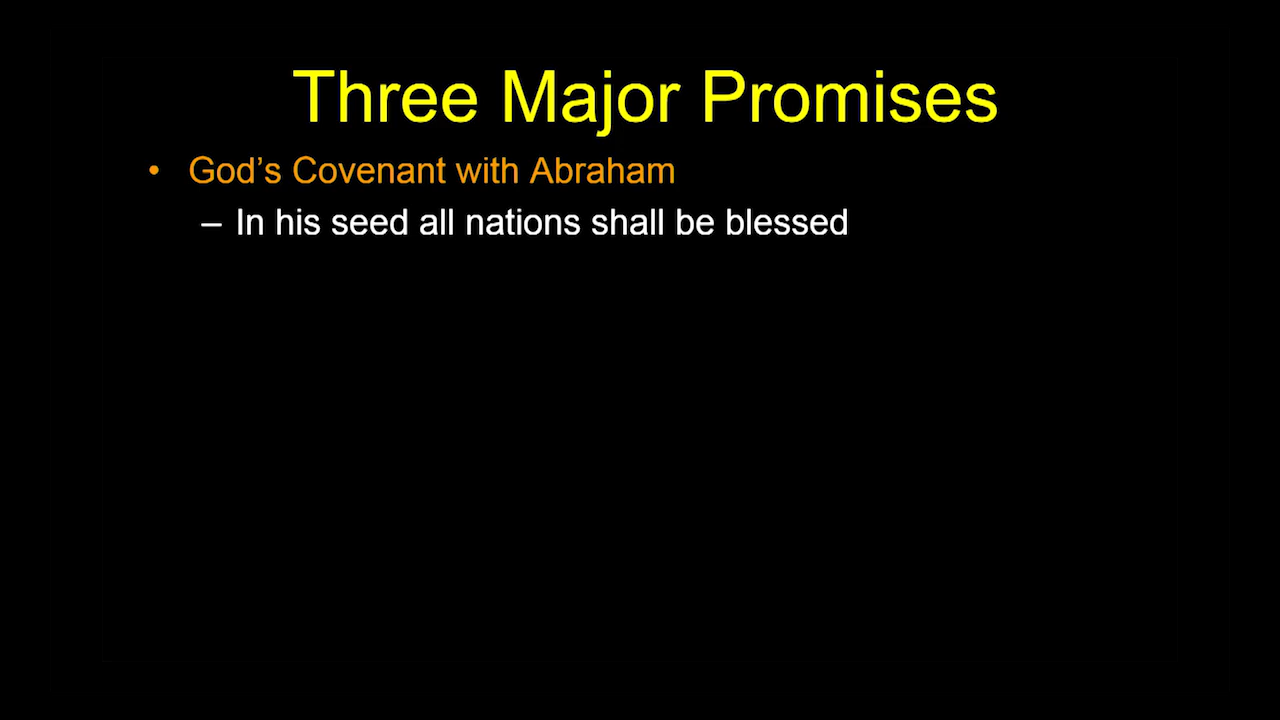 Three Major Promises
• God’s Covenant with Abraham
– In his seed all nations shall be blessed